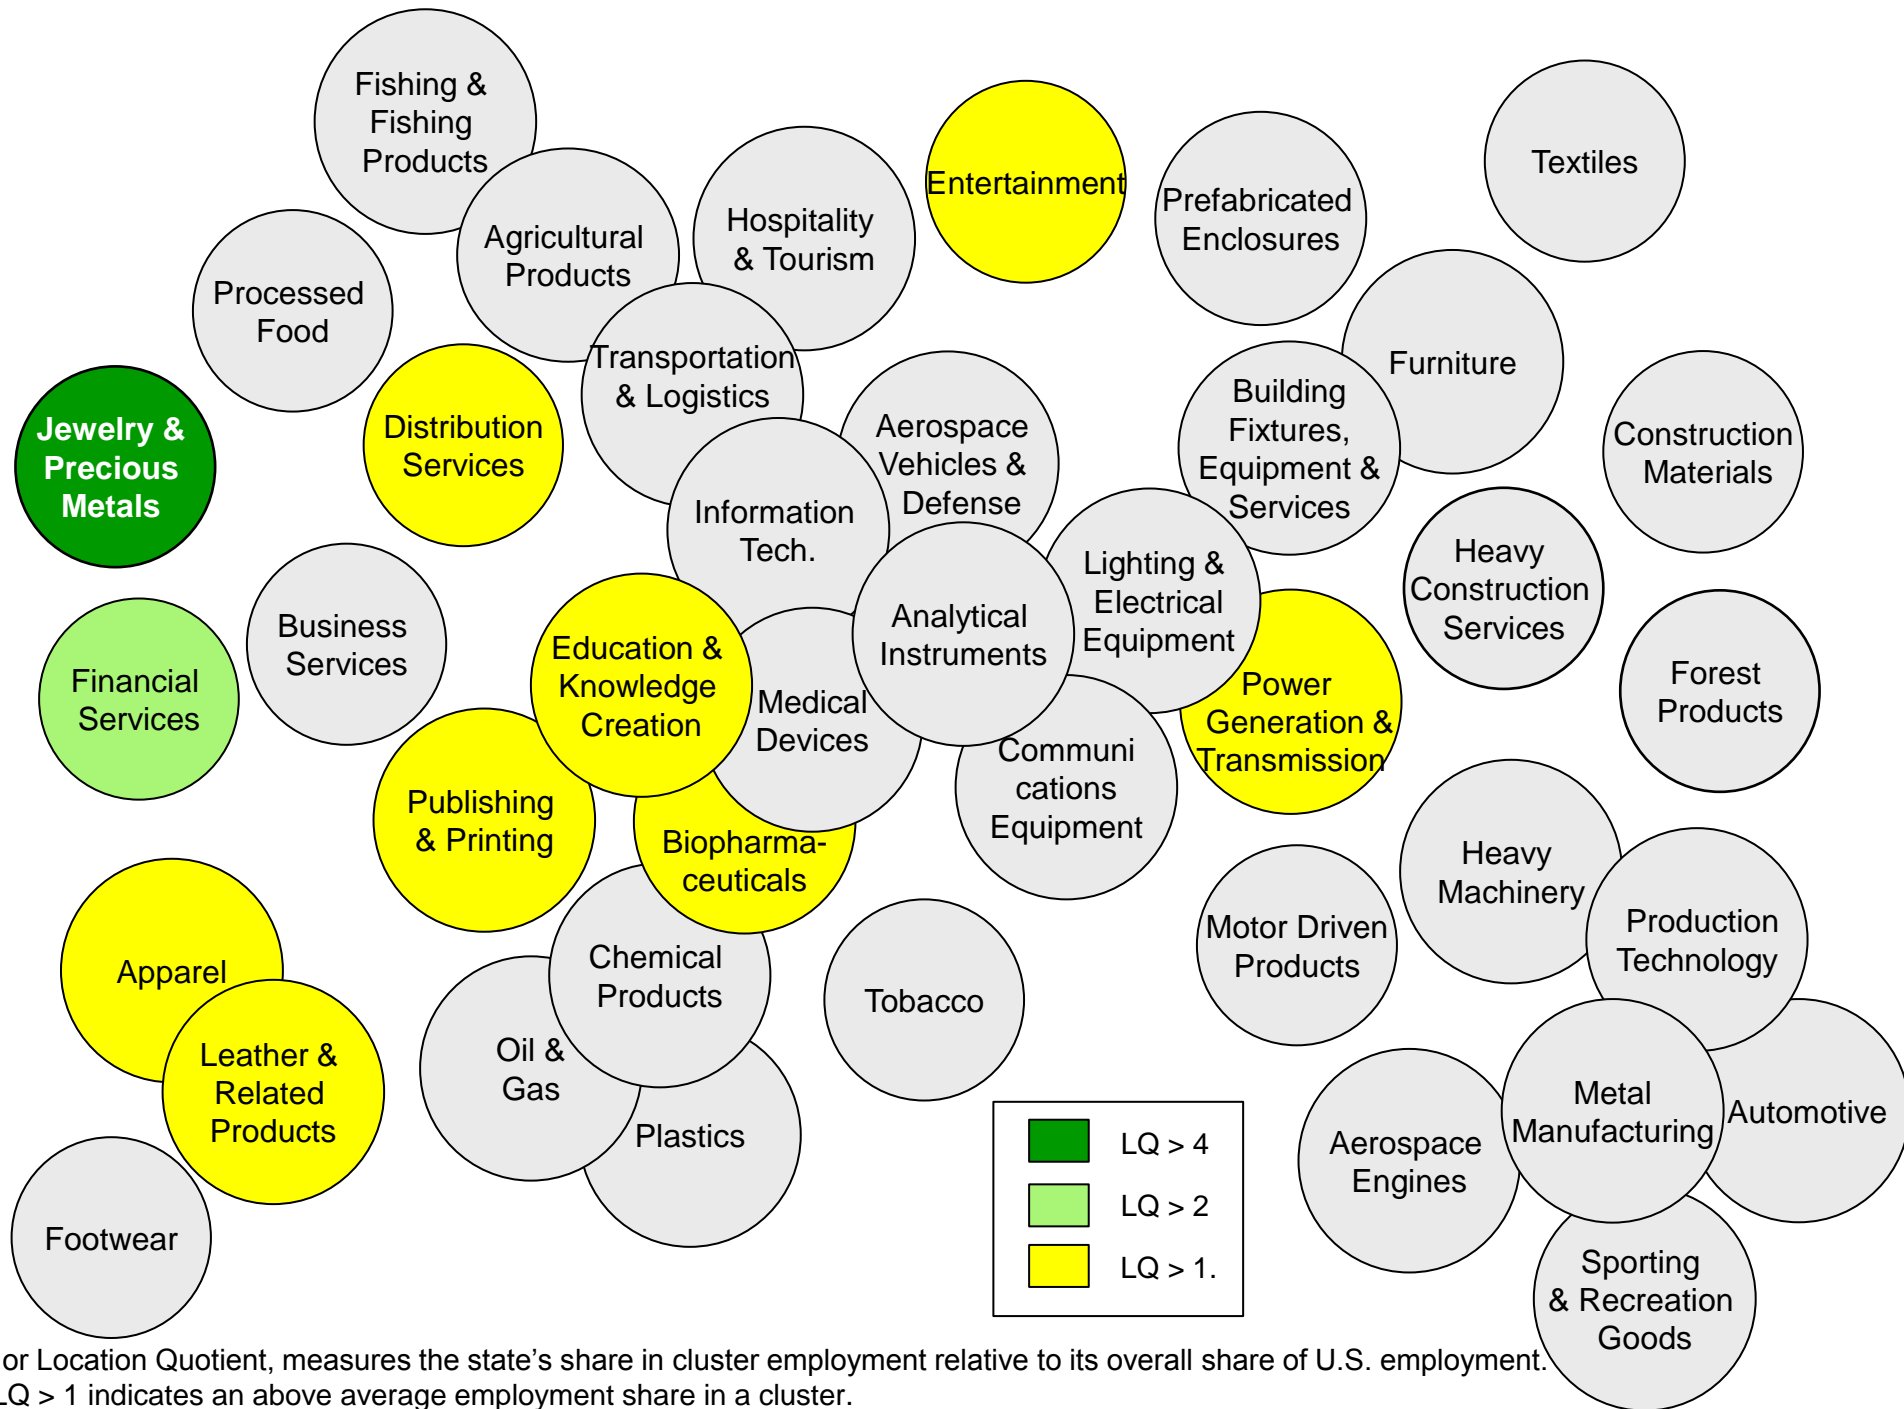 Fishing &
Fishing
Products
Textiles
Entertainment
Prefabricated
Enclosures
Hospitality
& Tourism
Agricultural
Products
Processed
Food
Transportation
& Logistics
Furniture
Building
Fixtures,
Equipment &
Services
Jewelry &
Precious
Metals
Distribution
Services
Aerospace
Vehicles &
Defense
Construction
Materials
Information
Tech.
Heavy
Construction
Services
Lighting &
Electrical
Equipment
Analytical
Instruments
Business
Services
Education &
Knowledge
Creation
Financial
Services
Medical
Devices
Power
Generation &
Transmission
Forest
Products
Communi
cations
Equipment
Publishing
& Printing
Biopharma-
ceuticals
Heavy
Machinery
Production
Technology
Motor Driven
Products
Apparel
Chemical
Products
Tobacco
Leather &
Related
Products
Oil &
Gas
Plastics
Metal
Manufacturing
Automotive
Aerospace
Engines
Footwear
Sporting
& Recreation
Goods
LQ > 4
LQ > 2
LQ > 1.
or Location Quotient, measures the state’s share in cluster employment relative to its overall share of U.S. employment.
LQ > 1 indicates an above average employment share in a cluster.